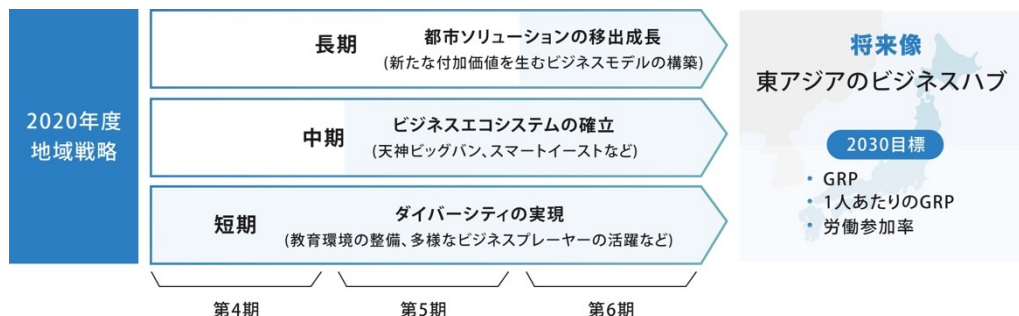 2020年度
地域戦略
長期
都市ソリューションの移出成長
(新たな付加価値を生むビジネスモデルの構築)
中期
ビジネスエコシステムの確立
(天神ビッグバン、スマートイーストなど)
短期
ダイバーシティの実現
(教育環境の整備、多様なビジネスプレーヤーの活躍など)
第4期
第5期
第6期
将来像
東アジアのビジネスハブ
2030目標
• GRP
• 1人あたりのGRP
• 労働参加率